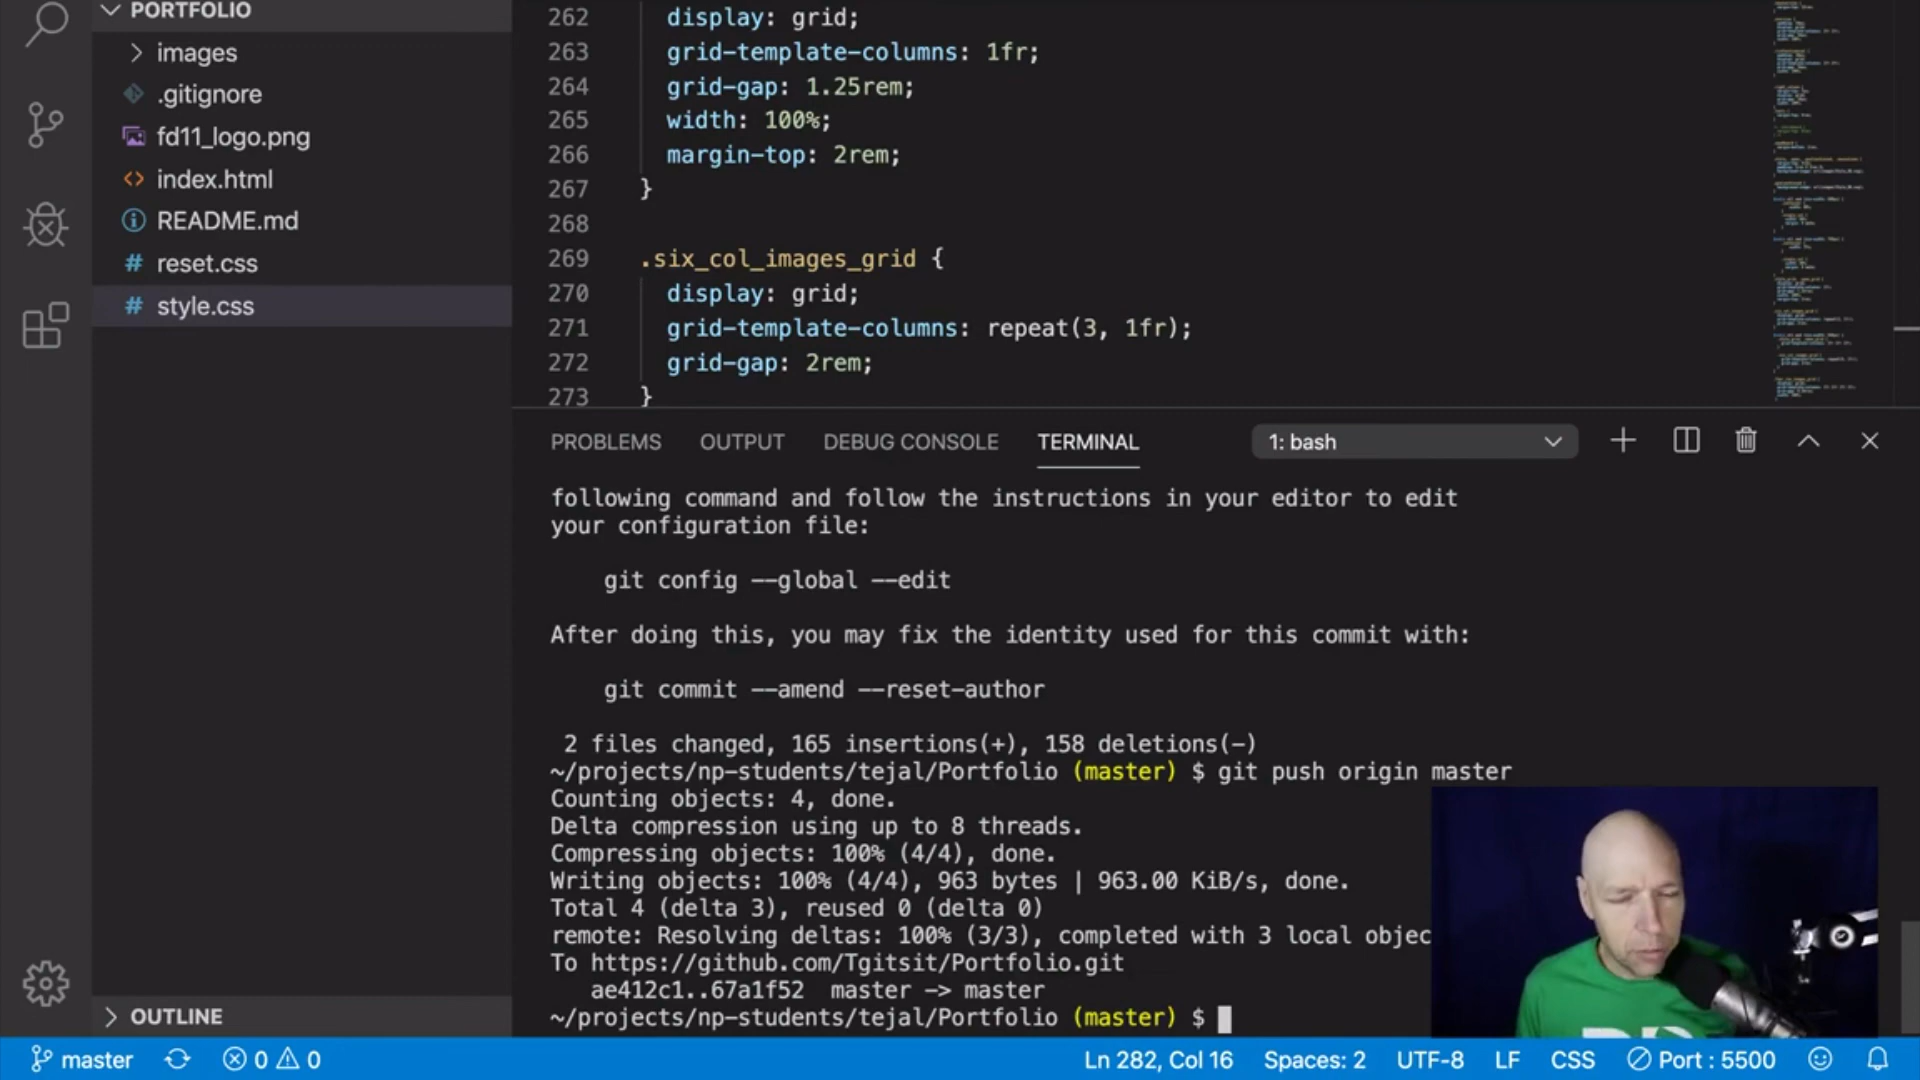 PORTFOLIO
images
.gitignore
fd11_logo.png
index.html
README.md
reset.css
style.css
OUTLINE
262 display: grid;
263 grid-template-columns: 1fr;
264 grid-gap: 1.25rem;
265 width: 100%;
266 margin-top: 2rem;
267 }
268
269 .six_col_images_grid {
270 display: grid;
271 grid-template-columns: repeat(3, 1fr);
272 grid-gap: 2rem;
273 }
PROBLEMS OUTPUT DEBUG CONSOLE TERMINAL 1: bash
following command and follow the instructions in your editor to edit
your configuration file:
git config --global --edit
After doing this, you may fix the identity used for this commit with:
git commit --amend --reset-author
2 files changed, 165 insertions(+), 158 deletions(-)
~/projects/np-students/tejal/Portfolio (master) $ git push origin master
Counting objects: 4, done.
Delta compression using up to 8 threads.
Compressing objects: 100% (4/4), done.
Writing objects: 100% (4/4), 963 bytes | 963.00 KiB/s, done.
Total 4 (delta 3), reused 0 (delta 0)
remote: Resolving deltas: 100% (3/3), completed with 3 local objec
To https://github.com/Tgitsit/Portfolio.git
ae412c1..67a1f52 master -> master
~/projects/np-students/tejal/Portfolio (master) $
master 0 0 Ln 282, Col 16 Spaces: 2 UTF-8 LF CSS Port : 5500